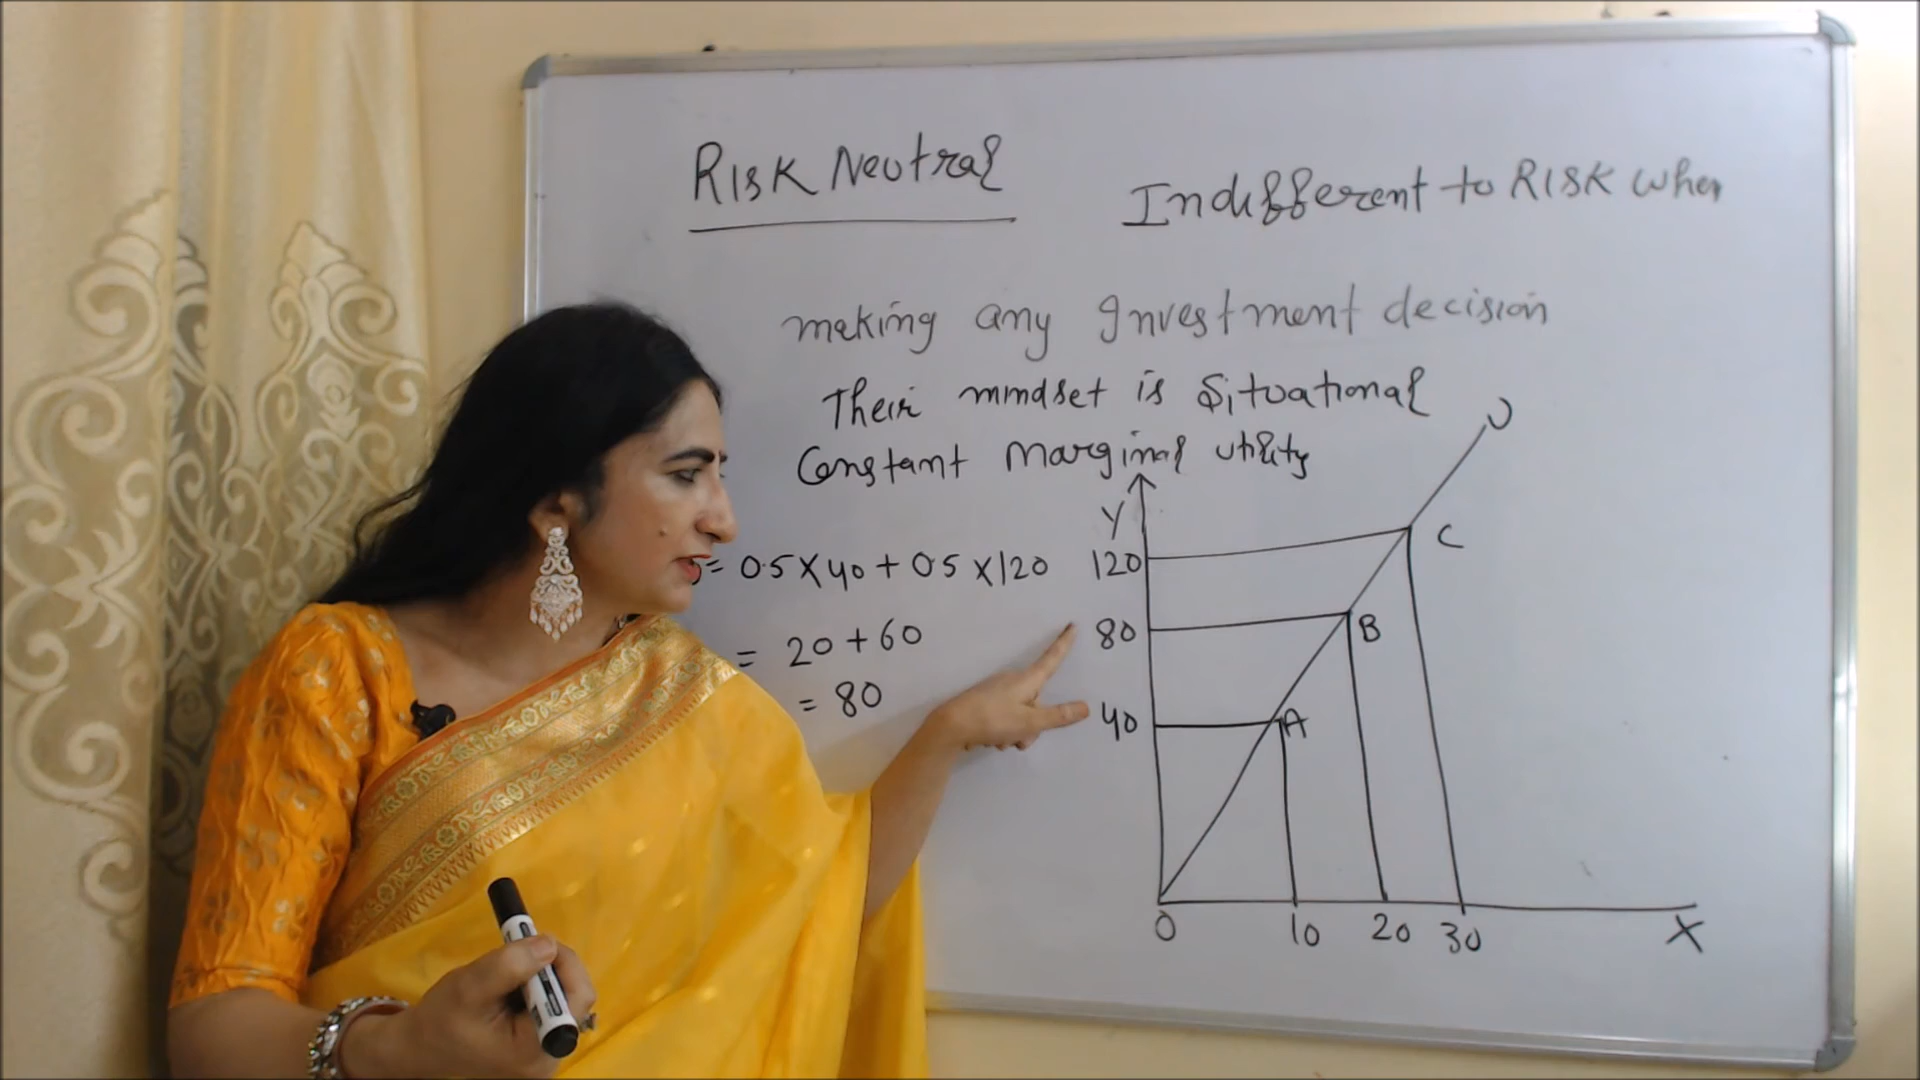 Risk Neutral
Indifferent to Risk When
making any Investment decision
Their mindset is Situational
Constant Marginal utility
U
Y
C
120
= 0.5 X 40 + 0.5 X 120
B
80
= 20 + 60
= 80
A
40
0 10 20 30 X